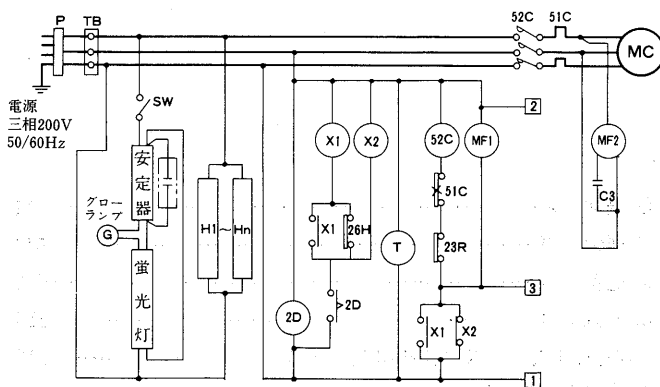 P
TB
52C
51C
MC
電源
三相200V
50/60Hz
SW
安定器
グロー
ランプ
G
蛍光灯
H1
～
Hn
X1
X2
52C
MF1
2
MF2
C3
51C
X1
26H
T
23R
2D
2D
3
X1
X2
1